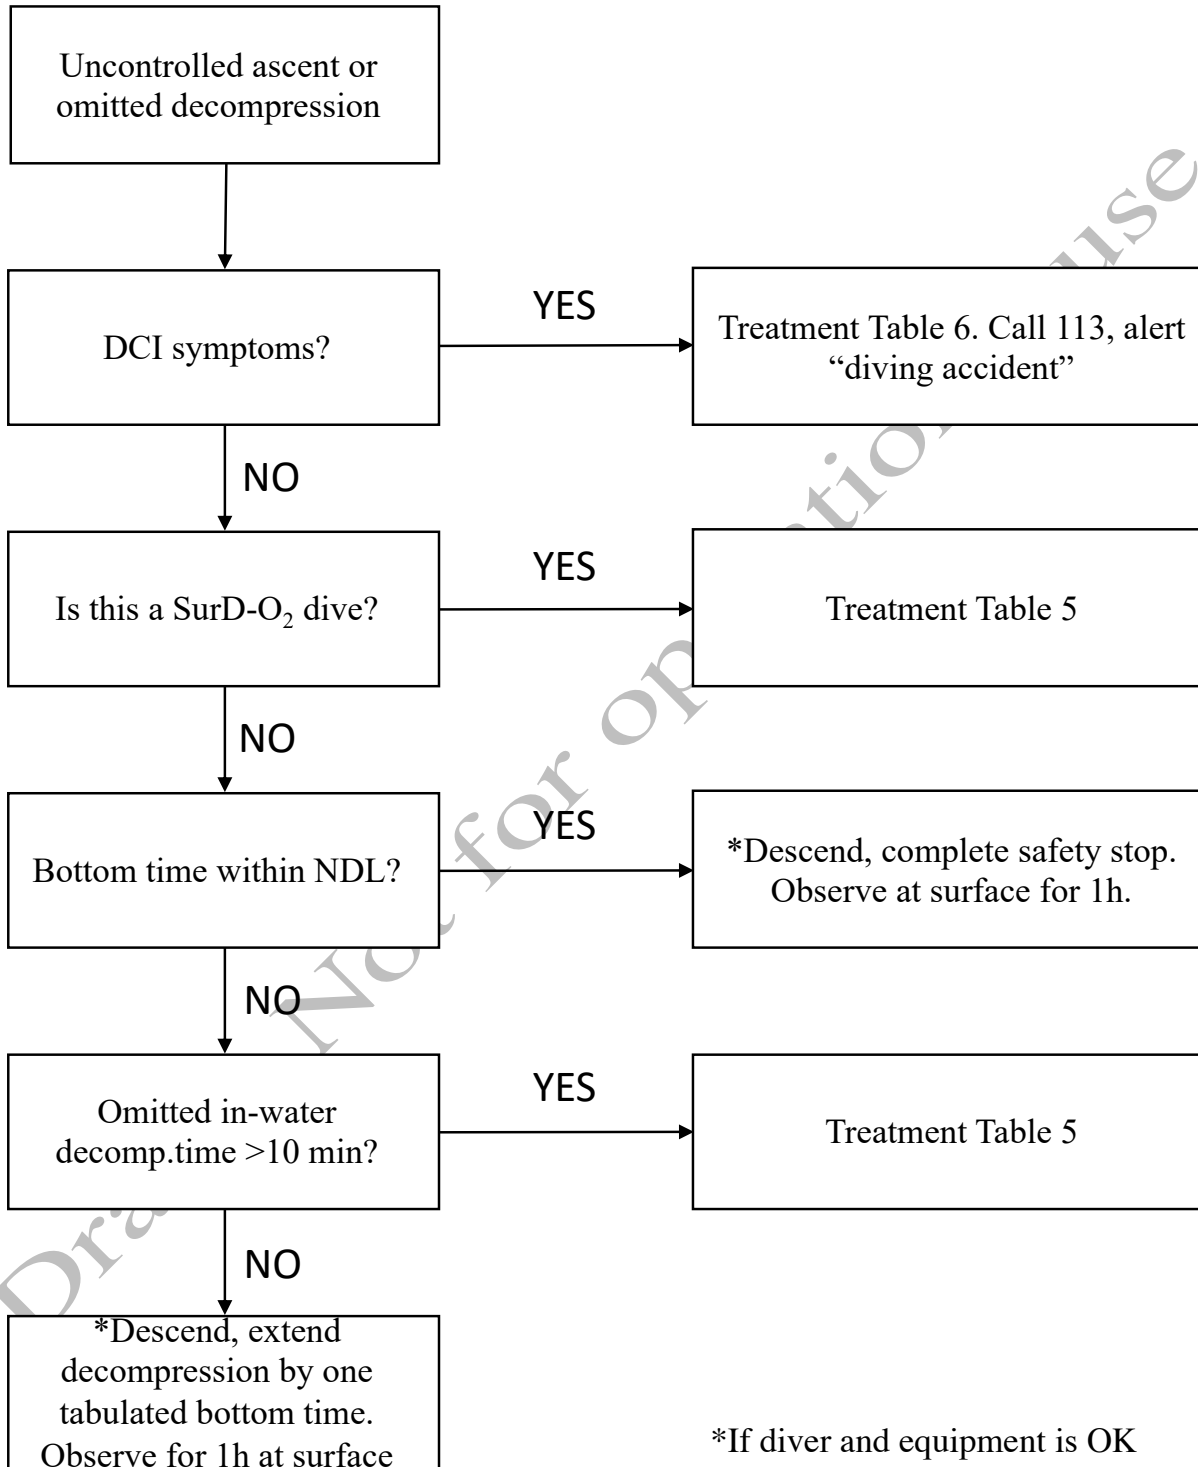 Uncontrolled ascent or
omitted decompression
DCI symptoms?
YES
Treatment Table 6. Call 113, alert
“diving accident”
NO
Is this a SurD-O₂ dive?
YES
Treatment Table 5
NO
Bottom time within NDL?
YES
*Descend, complete safety stop.
Observe at surface for 1h.
NO
Omitted in-water
decomp.time >10 min?
YES
Treatment Table 5
NO
*Descend, extend
decompression by one
tabulated bottom time.
Observe for 1h at surface
*If diver and equipment is OK
Not for